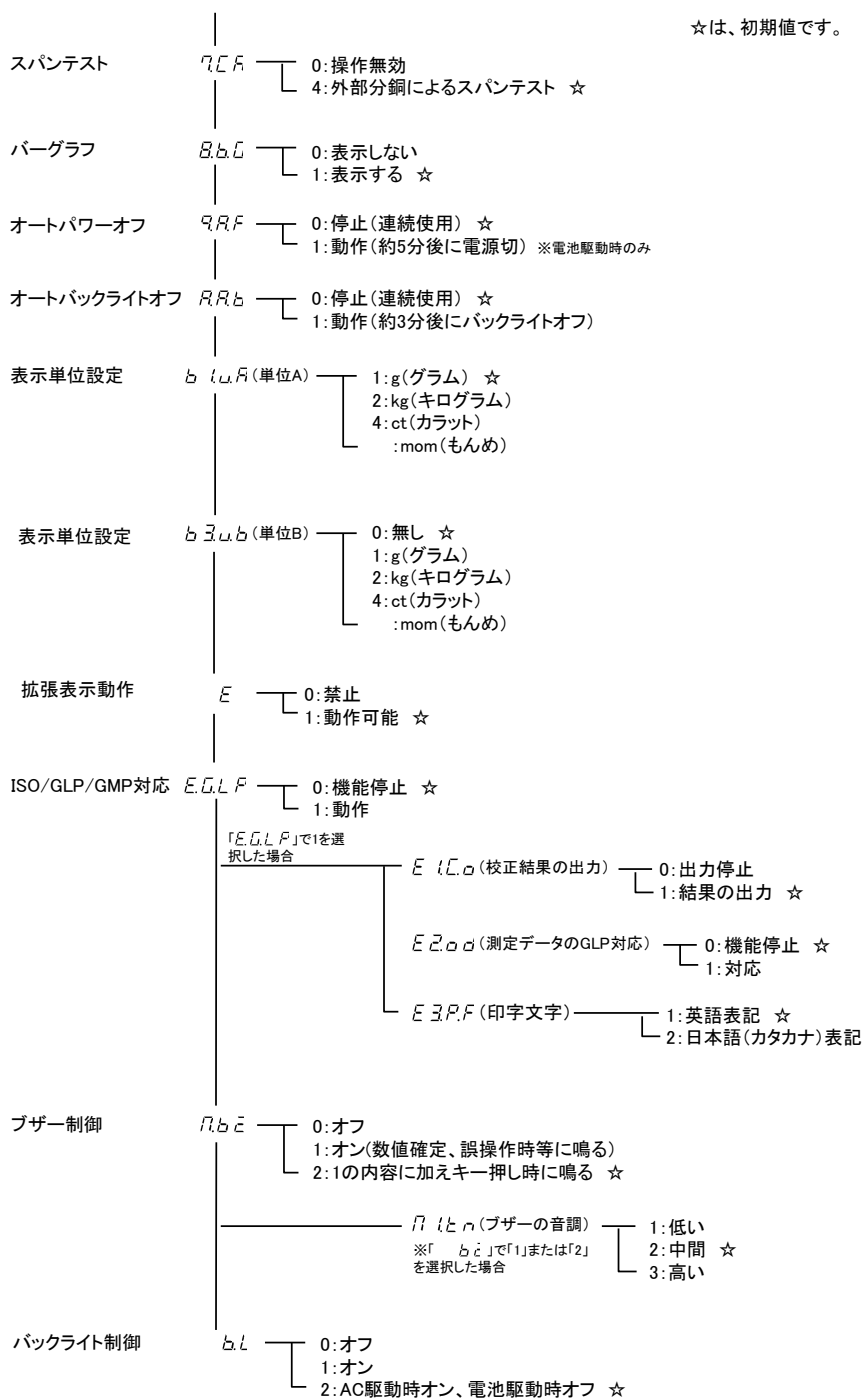 ☆は、初期値です。
スパンテスト 7.CA 0:操作無効
4:外部分銅によるスパンテスト ☆
バーグラフ 8.b.G 0:表示しない
1:表示する ☆
オートパワーオフ 9.A.F 0:停止(連続使用) ☆
1:動作(約5分後に電源切) ※電池駆動時のみ
オートバックライトオフ A.A.b 0:停止(連続使用) ☆
1:動作(約3分後にバックライトオフ)
表示単位設定 b1.u.A(単位A) 1:g(グラム) ☆
2:kg(キログラム)
4:ct(カラット)
:mom(もんめ)
表示単位設定 b3.u.b(単位B) 0:無し ☆
1:g(グラム)
2:kg(キログラム)
4:ct(カラット)
:mom(もんめ)
拡張表示動作 E 0:禁止
1:動作可能 ☆
ISO/GLP/GMP対応 E.G.L P 0:機能停止 ☆
1:動作
「E.G.L P」で1を選
択した場合
E 1.C.o(校正結果の出力) 0:出力停止
1:結果の出力 ☆
E2.o d(測定データのGLP対応) 0:機能停止 ☆
1:対応
E 3.P.F(印字文字) 1:英語表記 ☆
2:日本語(カタカナ)表記
ブザー制御 0:オフ
1:オン(数値確定、誤操作時等に鳴る)
2:1の内容に加えキー押し時に鳴る ☆
(ブザーの音調) 1:低い
※「 」で「1」または「2」
を選択した場合
2:中間 ☆
3:高い
バックライト制御 b.L 0:オフ
1:オン
2:AC駆動時オン、電池駆動時オフ ☆